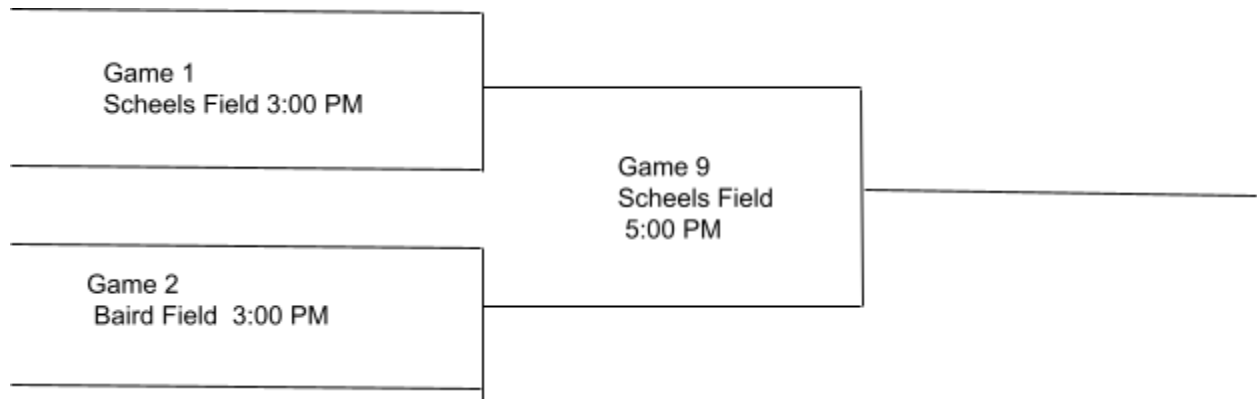 Game 1
Scheels Field 3:00 PM
Game 9
Scheels Field
5:00 PM
Game 2
Baird Field 3:00 PM